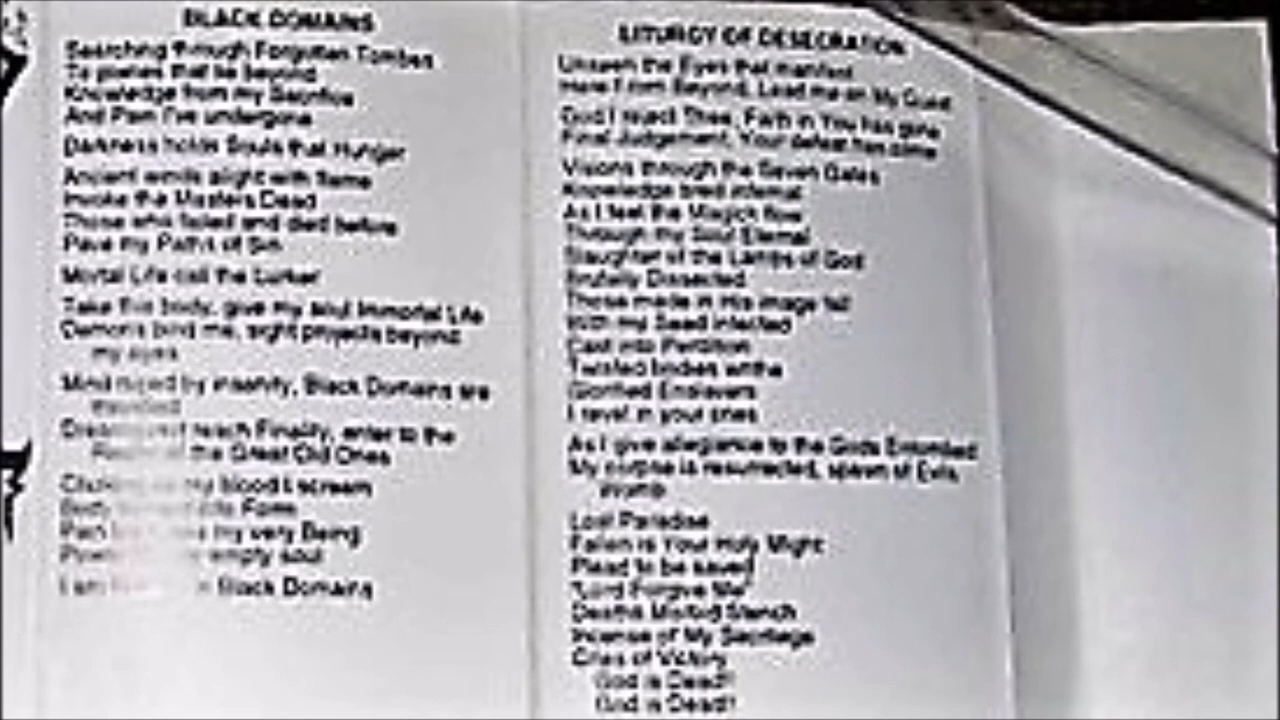 BLACK DOMAINS
Searching through Forgotten Tombes
To planes that lie beyond
Knowledge from my Sacrifice
And Pain I've undergone
Darkness holds Souls that Hunger
Ancient winds alight with flame
Invoke the Masters Dead
Those who failed and died before
Pave my Paths of Sin
Mortal Life call the Lurker
Take this body, give my soul Immortal Life
Demons bind me, sight projects beyond
my eyes
Mind by insanity, Black Domains are
reach Finality, enter to the
the Great Old Ones
my blood I scream
Body Form
Pain my very Being
empty soul
I am Black Domains
LITURGY OF DESECRATION
Unseen the Eyes that manifest
Here From Beyond, Lead me on My Quest
God I reject Thee, Faith in You has gone
Final Judgement, Your defeat has come
Visions through the Seven Gates
Knowledge bred infernal
As I feel the Magick flow
Through my Soul Eternal
Slaughter of the Lambs of God
Brutally Dissected
Those made in His image fall
With my Seed infected
Cast into Perdition
Twisted bodies writhe
Glorified Enslavers
I revel in your cries
As I give allegiance to the Gods Entombed
My corpse is resurrected, spawn of Evils
Womb
Lost Paradise
Fallen is Your Holy Might
Plead to be saved
"Lord Forgive Me"
Deaths Stench
Incense of My Sacrilege
Cries of Victory
God is Dead!
God is Dead!